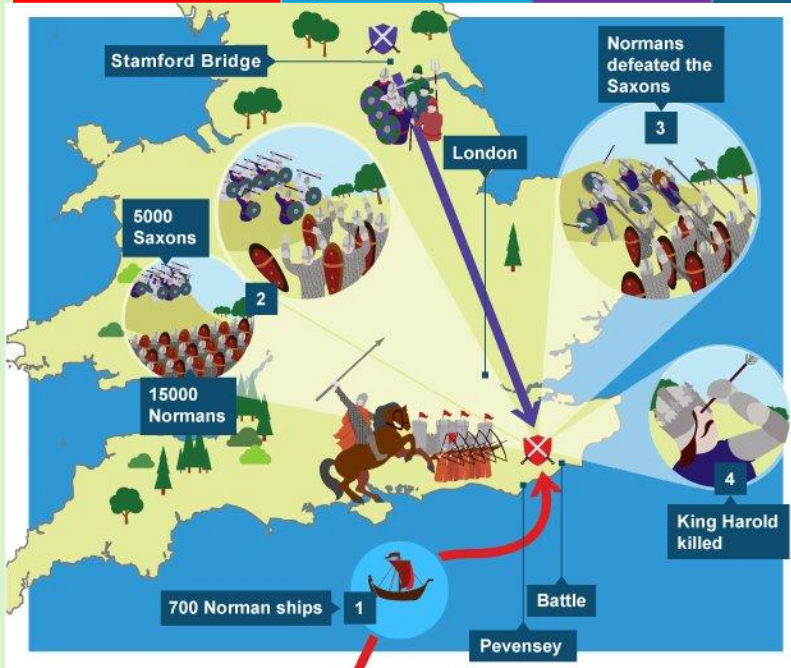 Stamford Bridge
Normans
defeated the
Saxons
3
London
5000
Saxons
2
15000
Normans
4
King Harold
killed
700 Norman ships
1
Battle
Pevensey